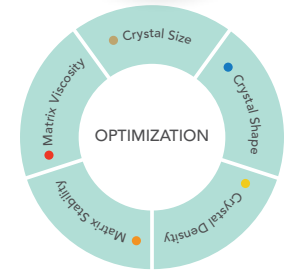 Crystal Size
Crystal Shape
Crystal Density
Matrix Stability
Matrix Viscosity
OPTIMIZATION